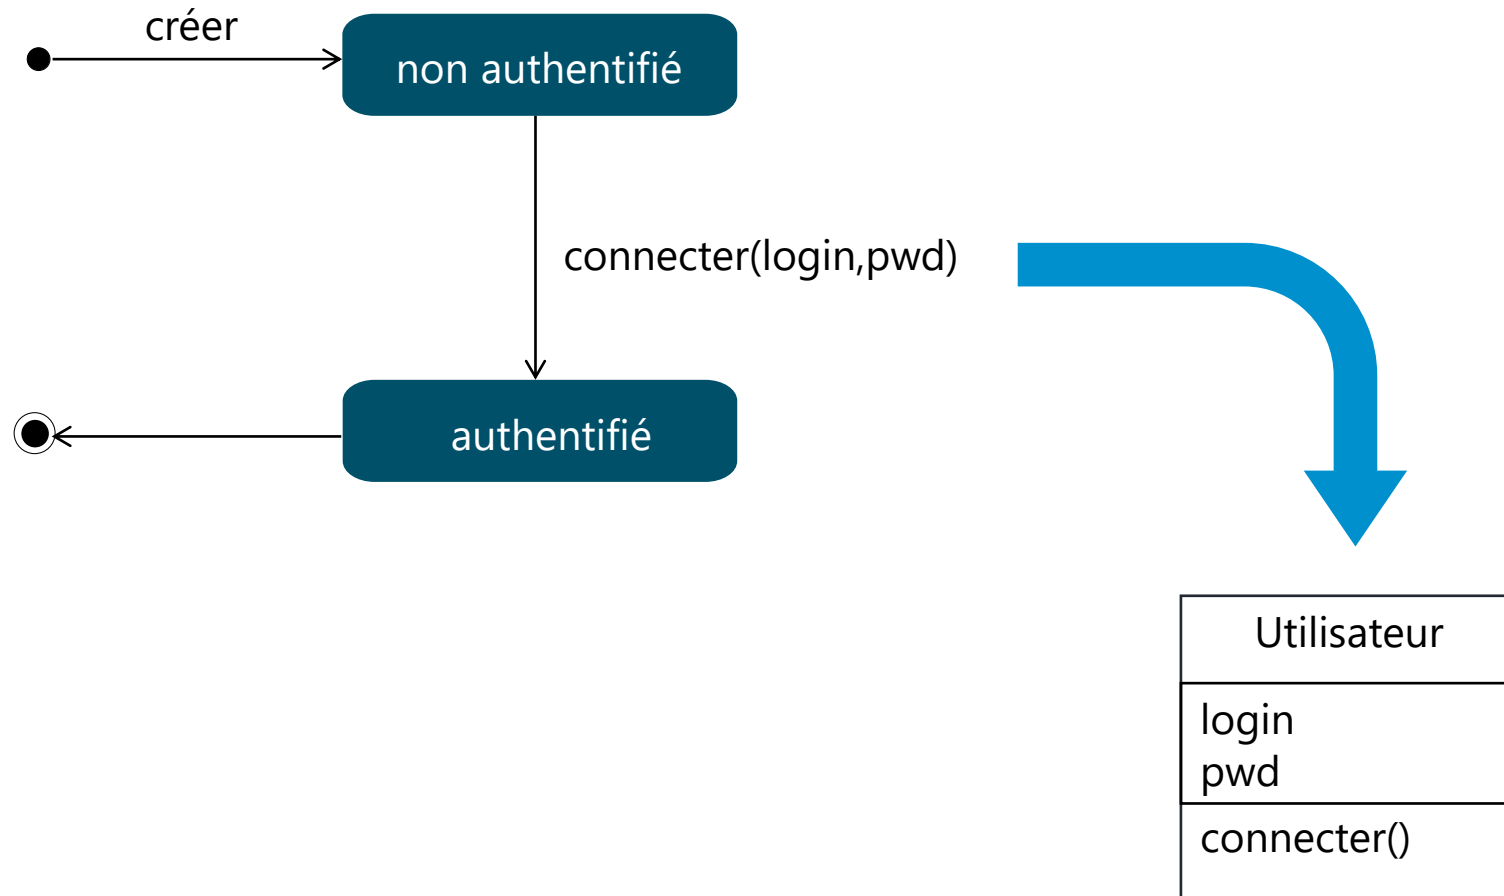 créer
non authentifié
connecter(login,pwd)
authentifié
Utilisateur
login
pwd
connecter()